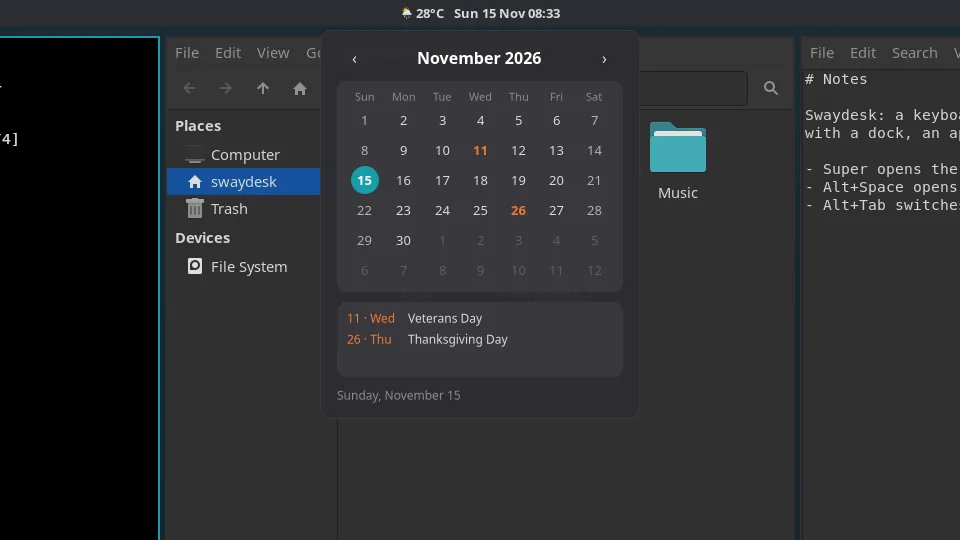 28°C Sun 15 Nov 08:33
4]
File Edit View
Places
Computer
swaydesk
Trash
Devices
File System
‹ November 2026 ›
Sun Mon Tue Wed Thu Fri Sat
1 2 3 4 5 6 7
8 9 10 11 12 13 14
15 16 17 18 19 20 21
22 23 24 25 26 27 28
29 30 1 2 3 4 5
6 7 8 9 10 11 12
11 · Wed Veterans Day
26 · Thu Thanksgiving Day
Sunday, November 15
Music
File Edit Search
# Notes
Swaydesk: a
with a dock, an
- Super opens the
- Alt+Space opens
- Alt+Tab